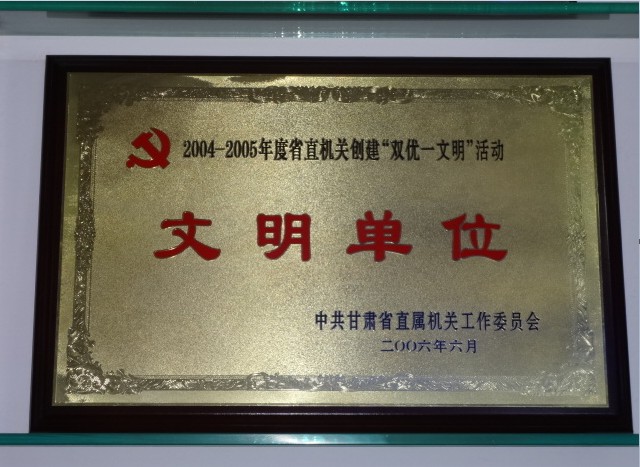 2004-2005年度省直机关创建“双优一文明”活动
文明单位
中共甘肃省直属机关工作委员会
二〇〇六年六月